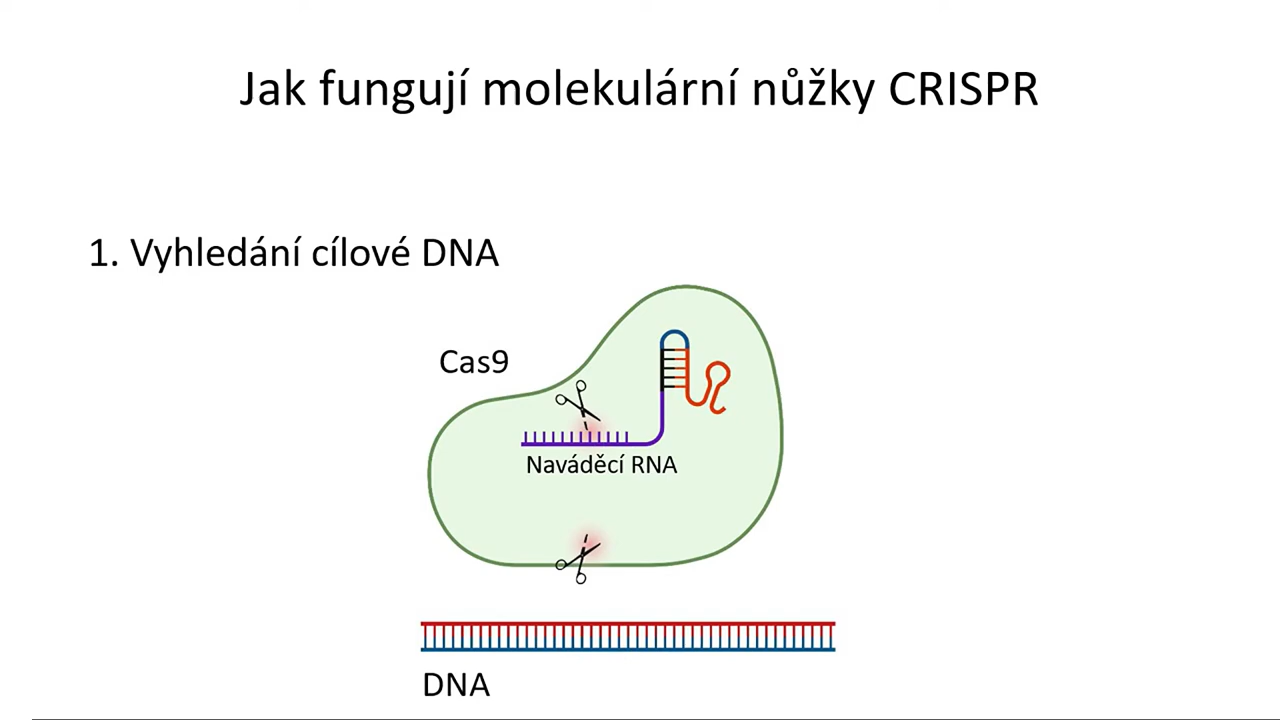 Jak fungují molekulární nůžky CRISPR
1. Vyhledání cílové DNA
Cas9
Naváděcí RNA
DNA